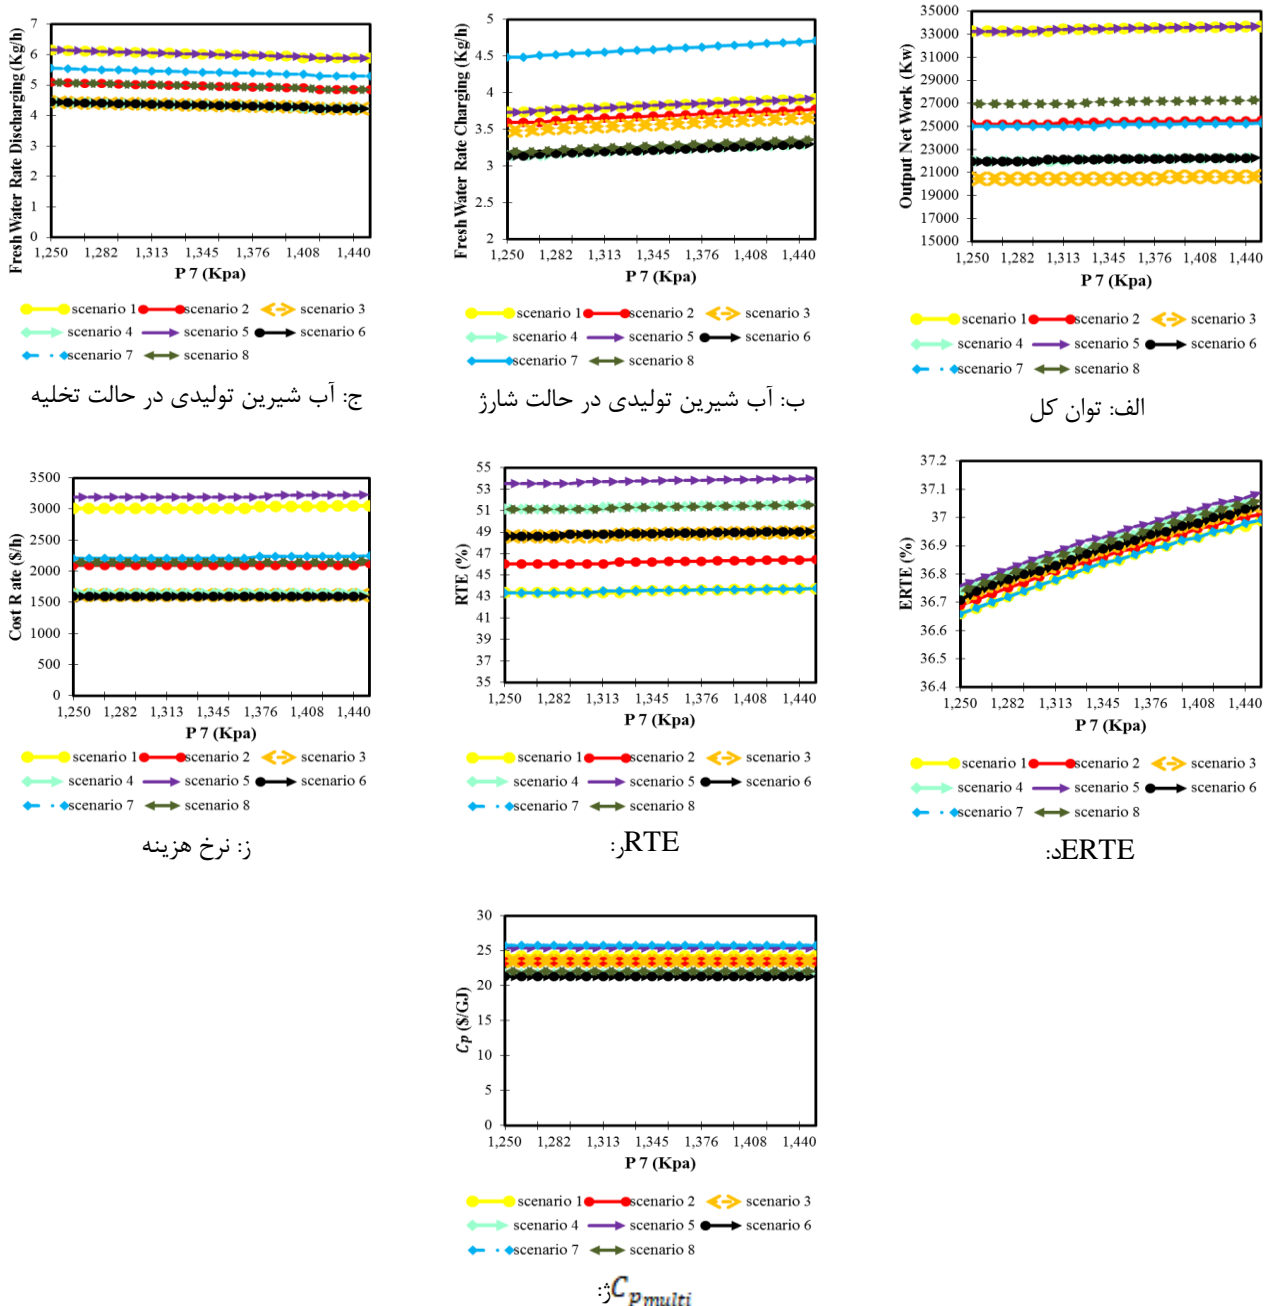 7
6
5
4
3
2
1
0
Fresh Water Rate Discharging (Kg/h)
1,250 1,282 1,313 1,345 1,376 1,408 1,440
P 7 (Kpa)
scenario 1 scenario 2 scenario 3
scenario 4 scenario 5 scenario 6
scenario 7 scenario 8
ج: آب شیرین تولیدی در حالت تخلیه
5
4.5
4
3.5
3
2.5
2
Fresh Water Rate Charging (Kg/h)
1,250 1,282 1,313 1,345 1,376 1,408 1,440
P 7 (Kpa)
scenario 1 scenario 2 scenario 3
scenario 4 scenario 5 scenario 6
scenario 7 scenario 8
ب: آب شیرین تولیدی در حالت شارژ
35000
33000
31000
29000
27000
25000
23000
21000
19000
17000
15000
Output Net Work (Kw)
1,250 1,282 1,313 1,345 1,376 1,408 1,440
P 7 (Kpa)
scenario 1 scenario 2 scenario 3
scenario 4 scenario 5 scenario 6
scenario 7 scenario 8
الف: توان کل
3500
3000
2500
2000
1500
1000
500
0
Cost R ate ($/h)
1,250 1,282 1,313 1,345 1,376 1,408 1,440
P 7 (Kpa)
scenario 1 scenario 2 scenario 3
scenario 4 scenario 5 scenario 6
scenario 7 scenario 8
ز: نرخ هزینه
55
53
51
49
47
45
43
41
39
37
35
RTE (%)
1,250 1,282 1,313 1,345 1,376 1,408 1,440
P 7 (Kpa)
scenario 1 scenario 2 scenario 3
scenario 4 scenario 5 scenario 6
scenario 7 scenario 8
ر:RTE
37.2
37.1
37
36.9
36.8
36.7
36.6
36.5
36.4
ERTE (%)
1,250 1,282 1,313 1,345 1,376 1,408 1,440
P 7 (Kpa)
scenario 1 scenario 2 scenario 3
scenario 4 scenario 5 scenario 6
scenario 7 scenario 8
د:ERTE
30
25
20
15
10
5
0
Cp ($/GJ)
1,250 1,282 1,313 1,345 1,376 1,408 1,440
P 7 (Kpa)
scenario 1 scenario 2 scenario 3
scenario 4 scenario 5 scenario 6
scenario 7 scenario 8
ژ:Cp multi